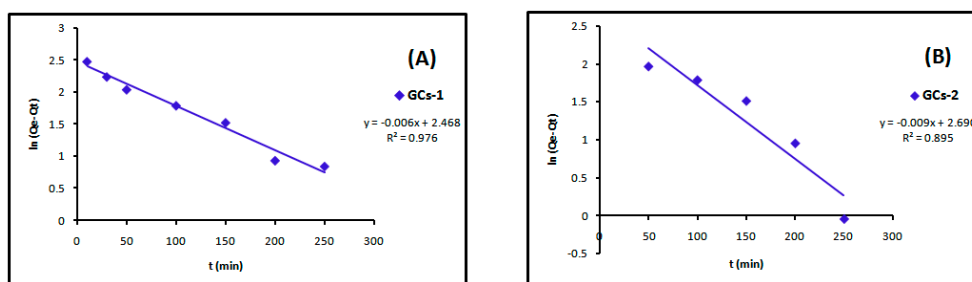 (A)
ln (Qe-Qt)
3
2.5
2
1.5
1
0.5
0
0 50 100 150 200 250 300
t (min)
GCs-1
y = -0.006x + 2.468
R² = 0.976
(B)
ln (Qe-Qt)
2.5
2
1.5
1
0.5
0
-0.5
0 50 100 150 200 250 300
t (min)
GCs-2
y = -0.009x + 2.690
R² = 0.895